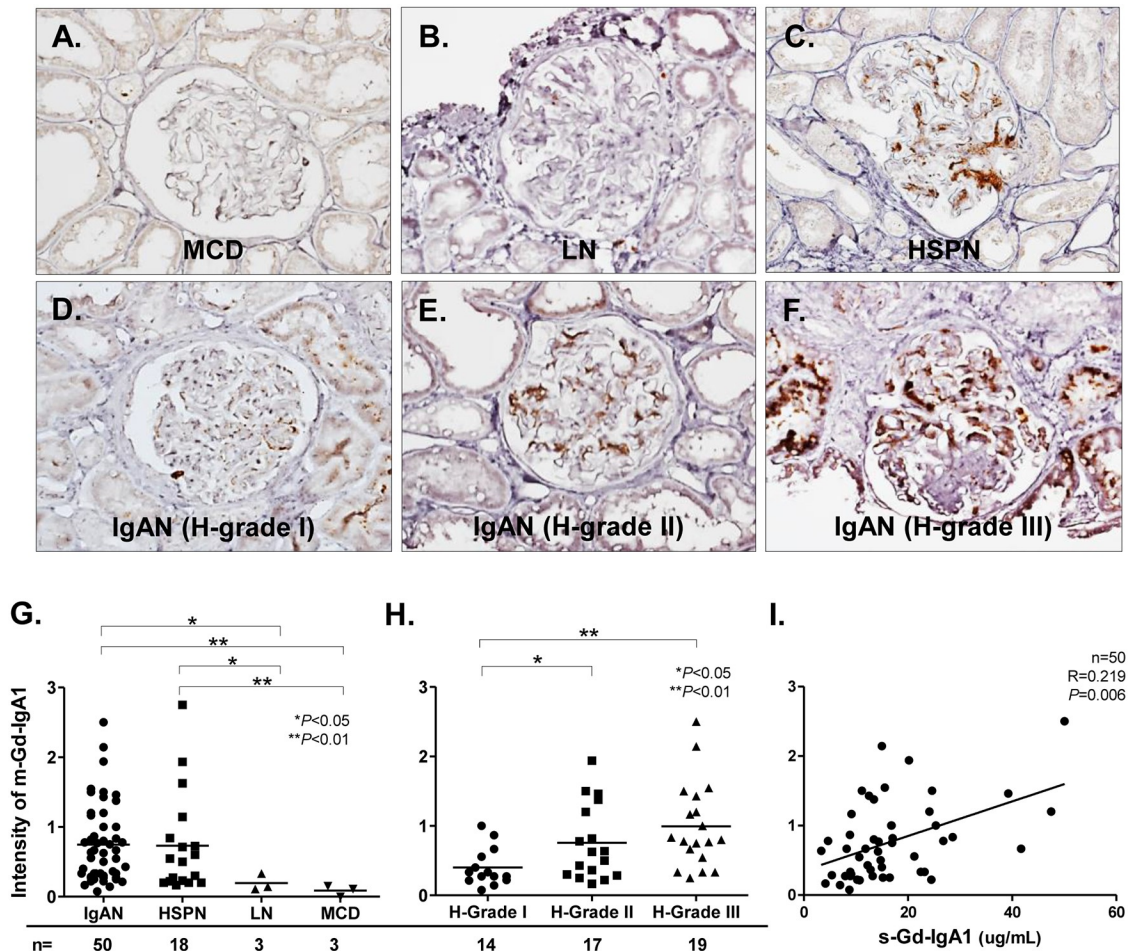 A.
B.
C.
MCD
LN
HSPN
D.
E.
F.
IgAN (H-grade I)
IgAN (H-grade II)
IgAN (H-grade III)
G.
H.
I.
*
**
*
**
*P<0.05
**P<0.01
Intensity of m-Gd-IgA1
3
2
1
0
IgAN HSPN LN MCD
n= 50 18 3 3
**
*
*P<0.05
**P<0.01
3
2
1
0
H-Grade I H-Grade II H-Grade III
14 17 19
n=50
R=0.219
P=0.006
3
2
1
0
0 20 40 60
s-Gd-IgA1 (ug/mL)